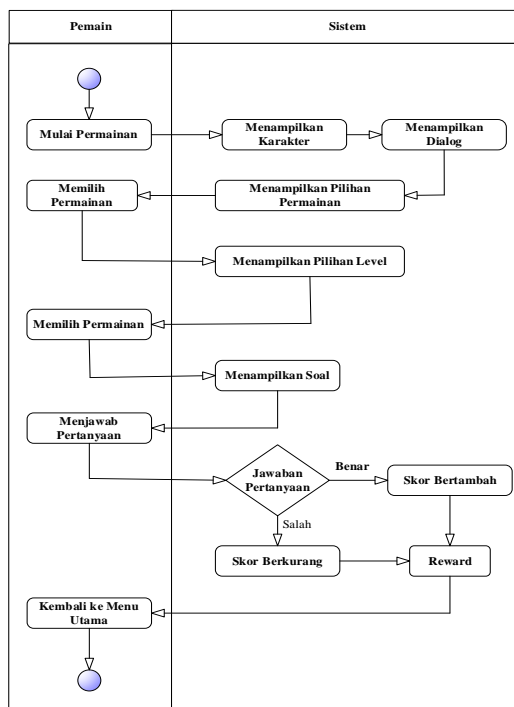 Pemain
Sistem
Mulai Permainan
Menampilkan
Karakter
Menampilkan
Dialog
Memilih
Permainan
Menampilkan Pilihan
Permainan
Menampilkan Pilihan Level
Memilih Permainan
Menampilkan Soal
Menjawab
Pertanyaan
Jawaban
Pertanyaan
Benar
Skor Bertambah
Salah
Skor Berkurang
Reward
Kembali ke Menu
Utama